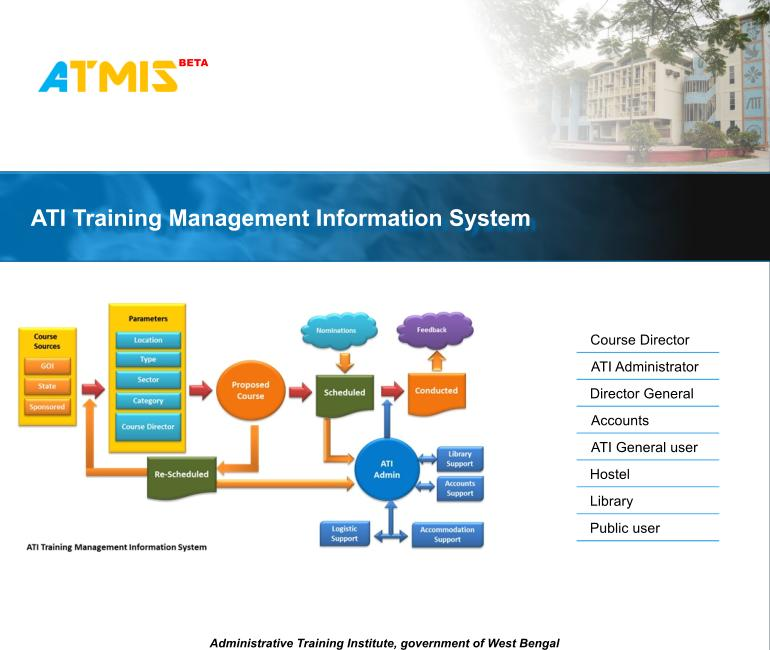 ATMIS BETA
ATI Training Management Information System
Course
Sources
GOI
State
Sponsored
Parameters
Location
Type
Sector
Category
Course Director
Proposed
Course
Nominations
Scheduled
Feedback
Conducted
Re-Scheduled
ATI
Admin
Library
Support
Accounts
Support
Logistic
Support
Accommodation
Support
ATI Training Management Information System
Course Director
ATI Administrator
Director General
Accounts
ATI General user
Hostel
Library
Public user
Administrative Training Institute, government of West Bengal